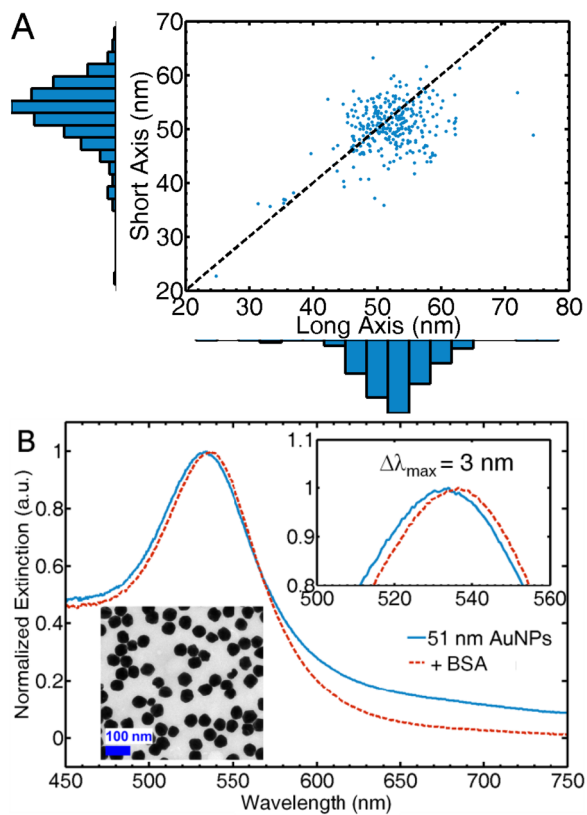 A
70
60
50
40
30
20
Short Axis (nm)
20 30 40 50 60 70 80
Long Axis (nm)
B
1
0.8
0.6
0.4
0.2
0
Normalized Extinction (a.u.)
1.1
1
0.9
0.8
Δλmax = 3 nm
500 520 540 560
51 nm AuNPs
+ BSA
100 nm
450 500 550 600 650 700 750
Wavelength (nm)